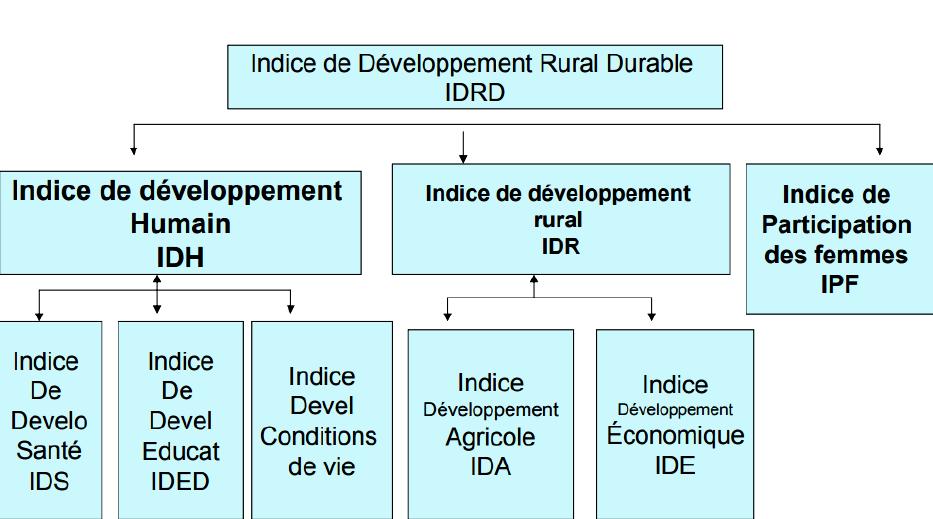 Indice de Développement Rural Durable
IDRD
Indice de développement
Humain
IDH
Indice de développement
rural
IDR
Indice de
Participation
des femmes
IPF
Indice
De
Develo
Santé
IDS
Indice
De
Devel
Educat
IDED
Indice
Devel
Conditions
de vie
Indice
Développement
Agricole
IDA
Indice
Développement
Économique
IDE